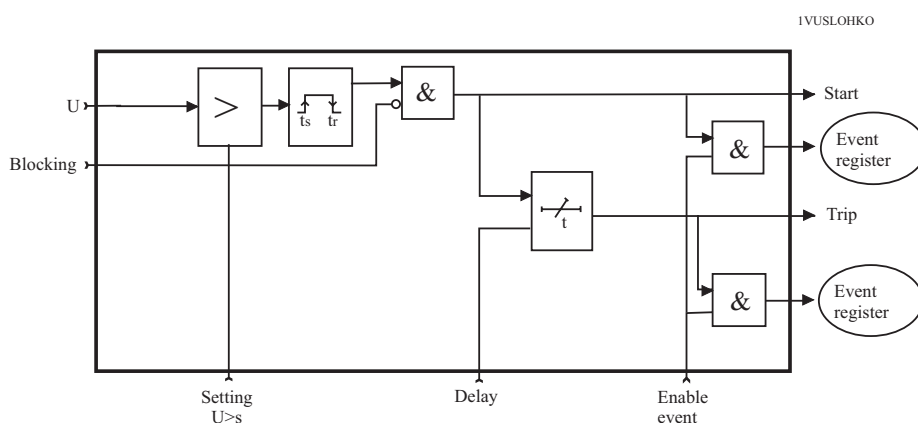 1VUSLOHKO
U
>
ts tr
&
Start
Blocking
&
Event
register
t
Trip
&
Event
register
Setting
U>s
Delay
Enable
event